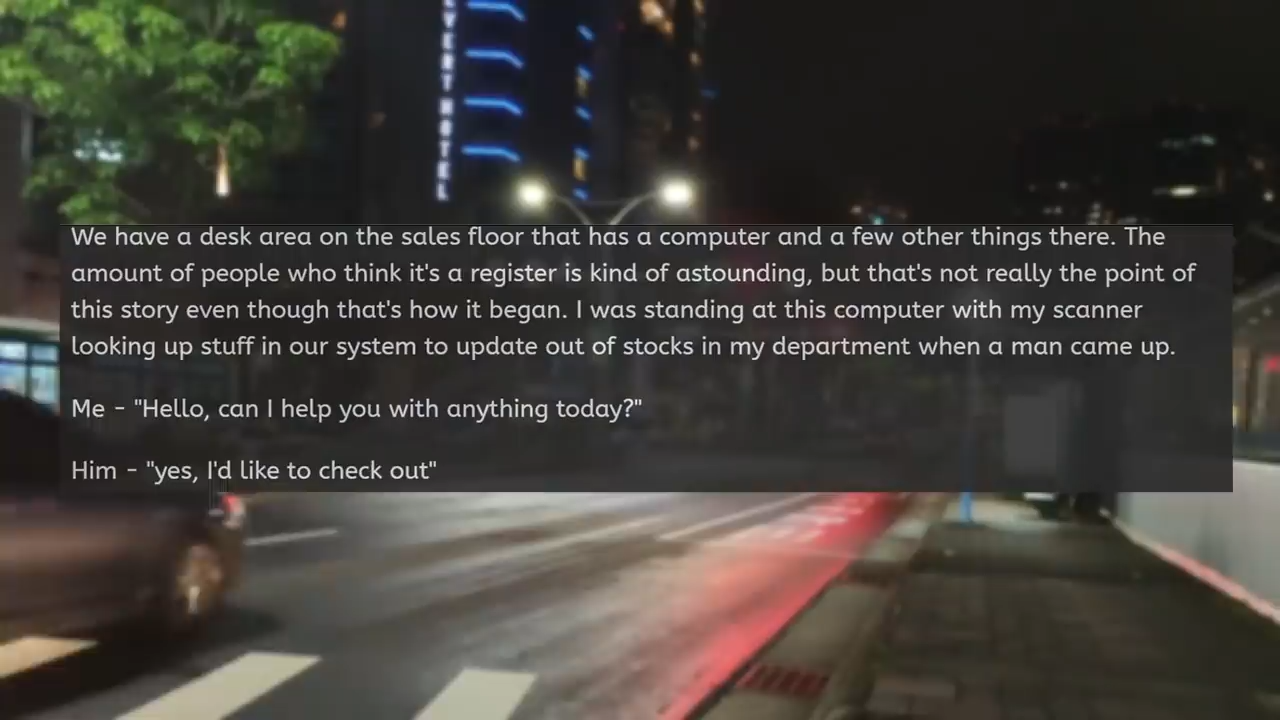 VERT HOTEL
We have a desk area on the sales floor that has a computer and a few other things there. The
amount of people who think it's a register is kind of astounding, but that's not really the point of
this story even though that's how it began. I was standing at this computer with my scanner
looking up stuff in our system to update out of stocks in my department when a man came up.
Me - "Hello, can I help you with anything today?"
Him - "yes, I'd like to check out"